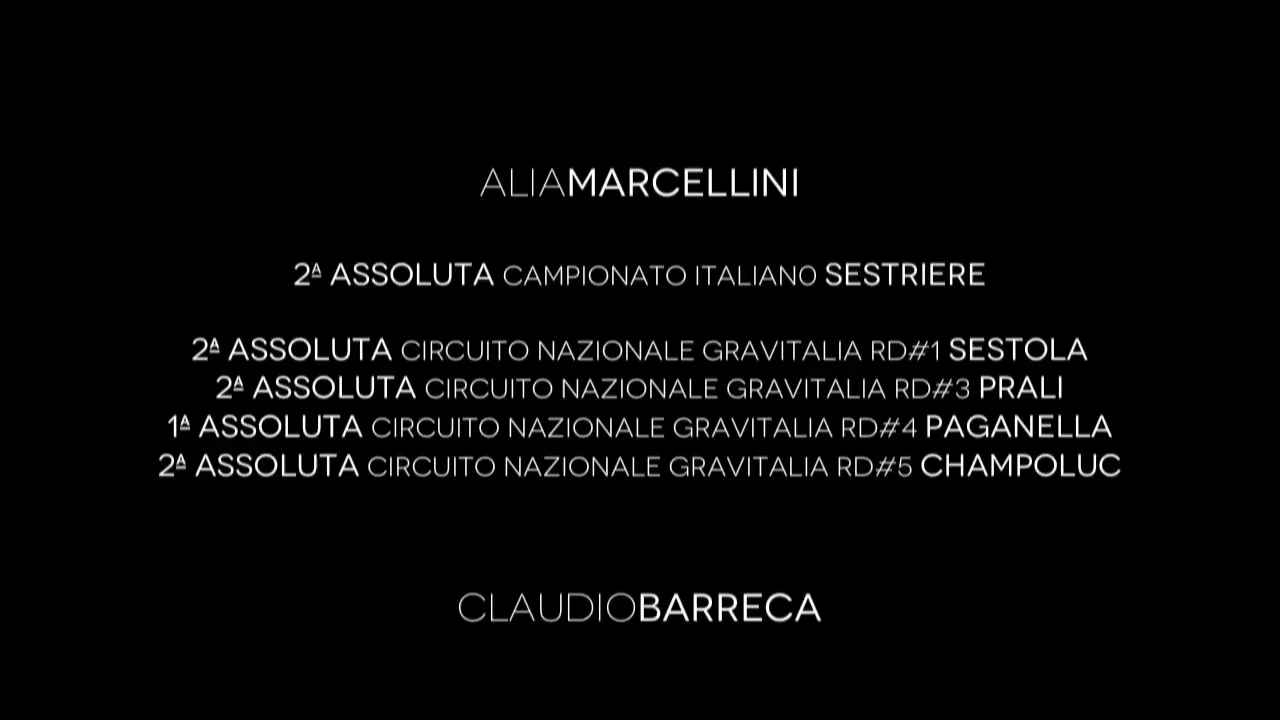 ALIAMARCELLINI
2ª ASSOLUTA CAMPIONATO ITALIANO SESTRIERE
2ª ASSOLUTA CIRCUITO NAZIONALE GRAVITALIA RD#1 SESTOLA
2ª ASSOLUTA CIRCUITO NAZIONALE GRAVITALIA RD#3 PRALI
1ª ASSOLUTA CIRCUITO NAZIONALE GRAVITALIA RD#4 PAGANELLA
2ª ASSOLUTA CIRCUITO NAZIONALE GRAVITALIA RD#5 CHAMPOLUC
CLAUDIOBARRECA